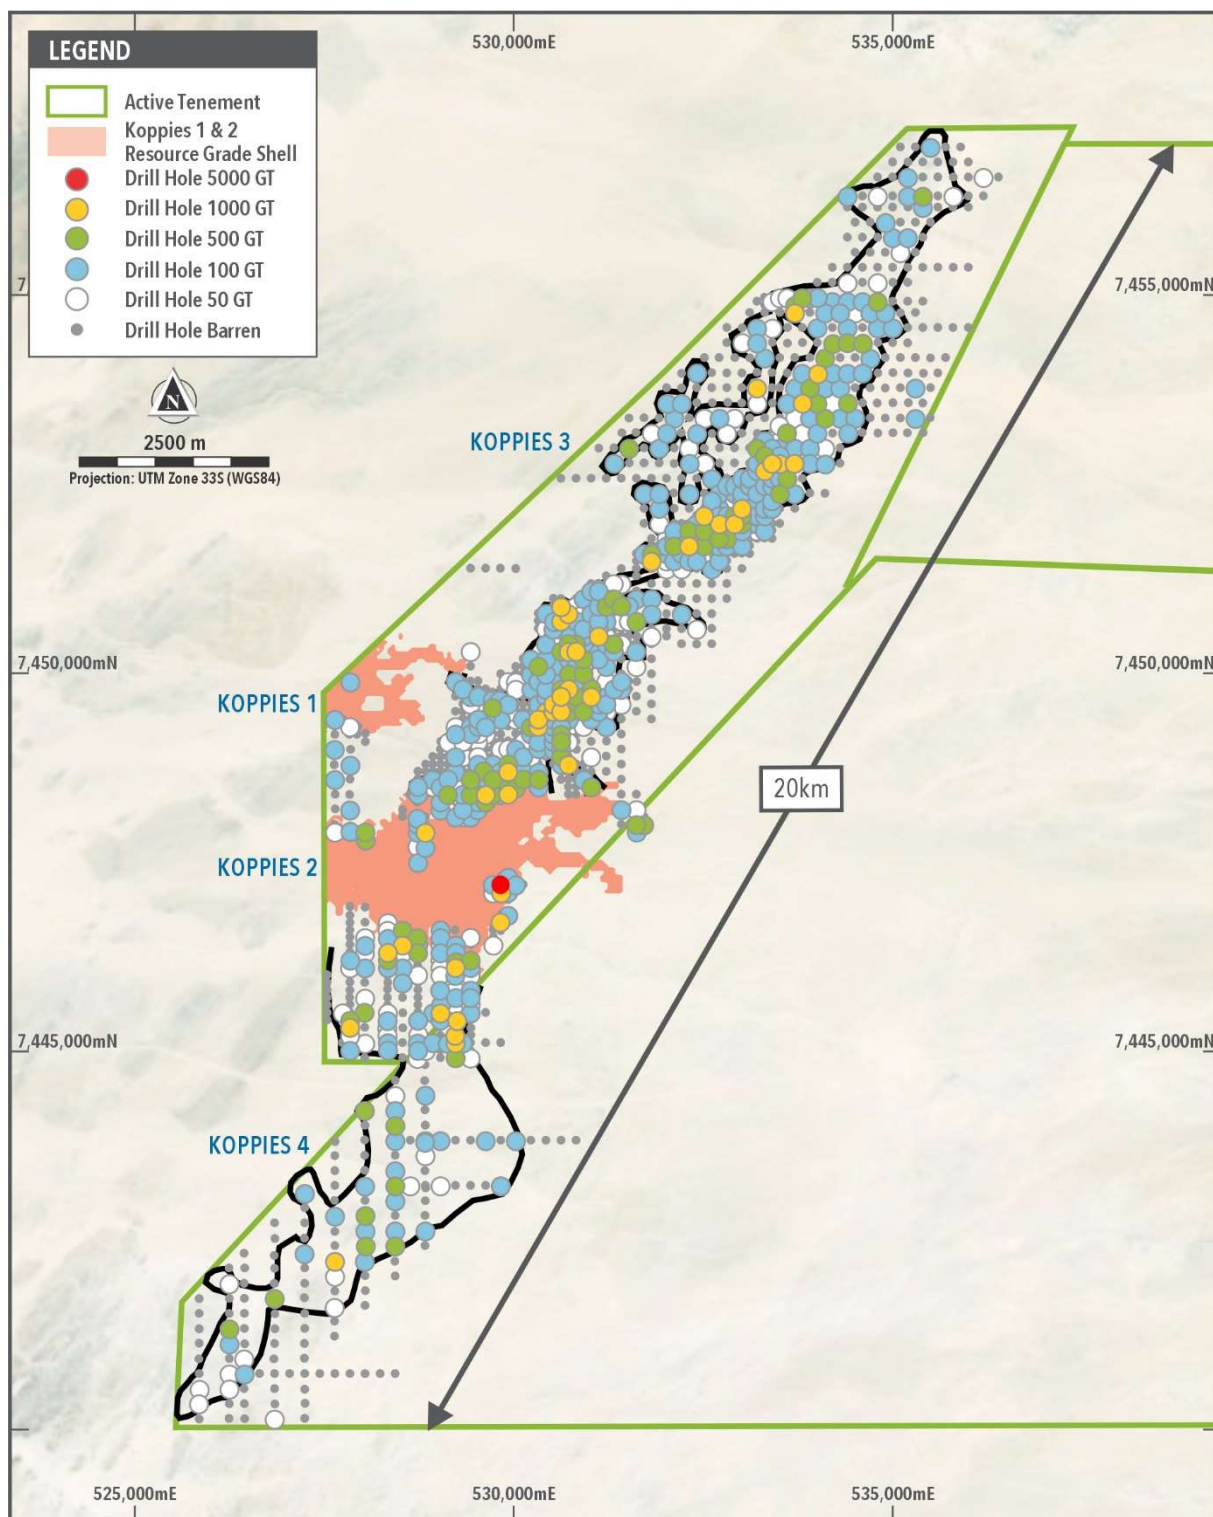 530,000mE
535,000mE
LEGEND
Active Tenement
Koppies 1 & 2
Resource Grade Shell
Drill Hole 5000 GT
Drill Hole 1000 GT
Drill Hole 500 GT
Drill Hole 100 GT
Drill Hole 50 GT
Drill Hole Barren
7,455,000mN
N
2500 m
Projection: UTM Zone 33S (WGS84)
KOPPIES 3
7,450,000mN
7,450,000mN
KOPPIES 1
20km
KOPPIES 2
7,445,000mN
7,445,000mN
KOPPIES 4
525,000mE
530,000mE
535,000mE